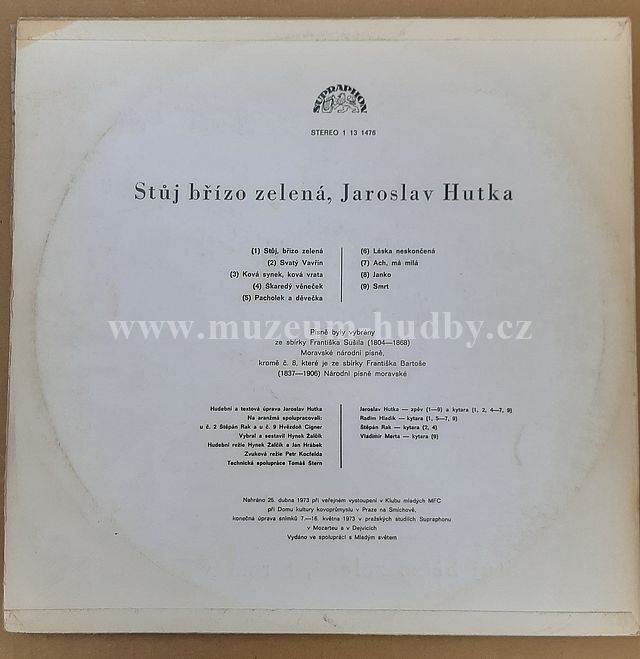 SUPRAPHON
STEREO 1 13 1476
Stůj břízo zelená, Jaroslav Hutka
(1) Stůj, břízo zelená
(2) Svatý Vavřín
(3) Ková synek, ková vrata
(4) Škaredý věneček
(5) Pacholek a děvečka
(6) Láska neskončená
(7) Ach, má milá
(8) Janko
(9) Smrt
www.muzeum-hudby.cz
Písně byly vybrány
ze sbírky Františka Sušila (1804—1868)
Moravské národní písně,
kromě č. 8, které je ze sbírky Františka Bartoše
(1837—1906) Národní písně moravské
Hudební a textová úprava Jaroslav Hutka
Na aranžmá spolupracovali:
u č. 2 Štěpán Rak a u č. 9 Hvězdoň Cígner
Vybral a sestavil Hynek Žalčík
Hudební režie Hynek Žalčík a Jan Hrábek
Zvuková režie Petr Kocfelda
Technická spolupráce Tomáš Stern
Jaroslav Hutka — zpěv (1—9) a kytara (1, 2, 4—7, 9)
Radim Hladík — kytara (1, 5—7, 9)
Štěpán Rak — kytara (2, 4)
Vladimír Merta — kytara (9)
Nahráno 25. dubna 1973 při veřejném vystoupení v Klubu mladých MFC
při Domu kultury kovoprůmyslu v Praze na Smíchově,
konečná úprava snímků 7.—16. května 1973 v pražských studiích Supraphonu
v Mozarteu a v Dejvicích
Vydáno ve spolupráci s Mladým světem